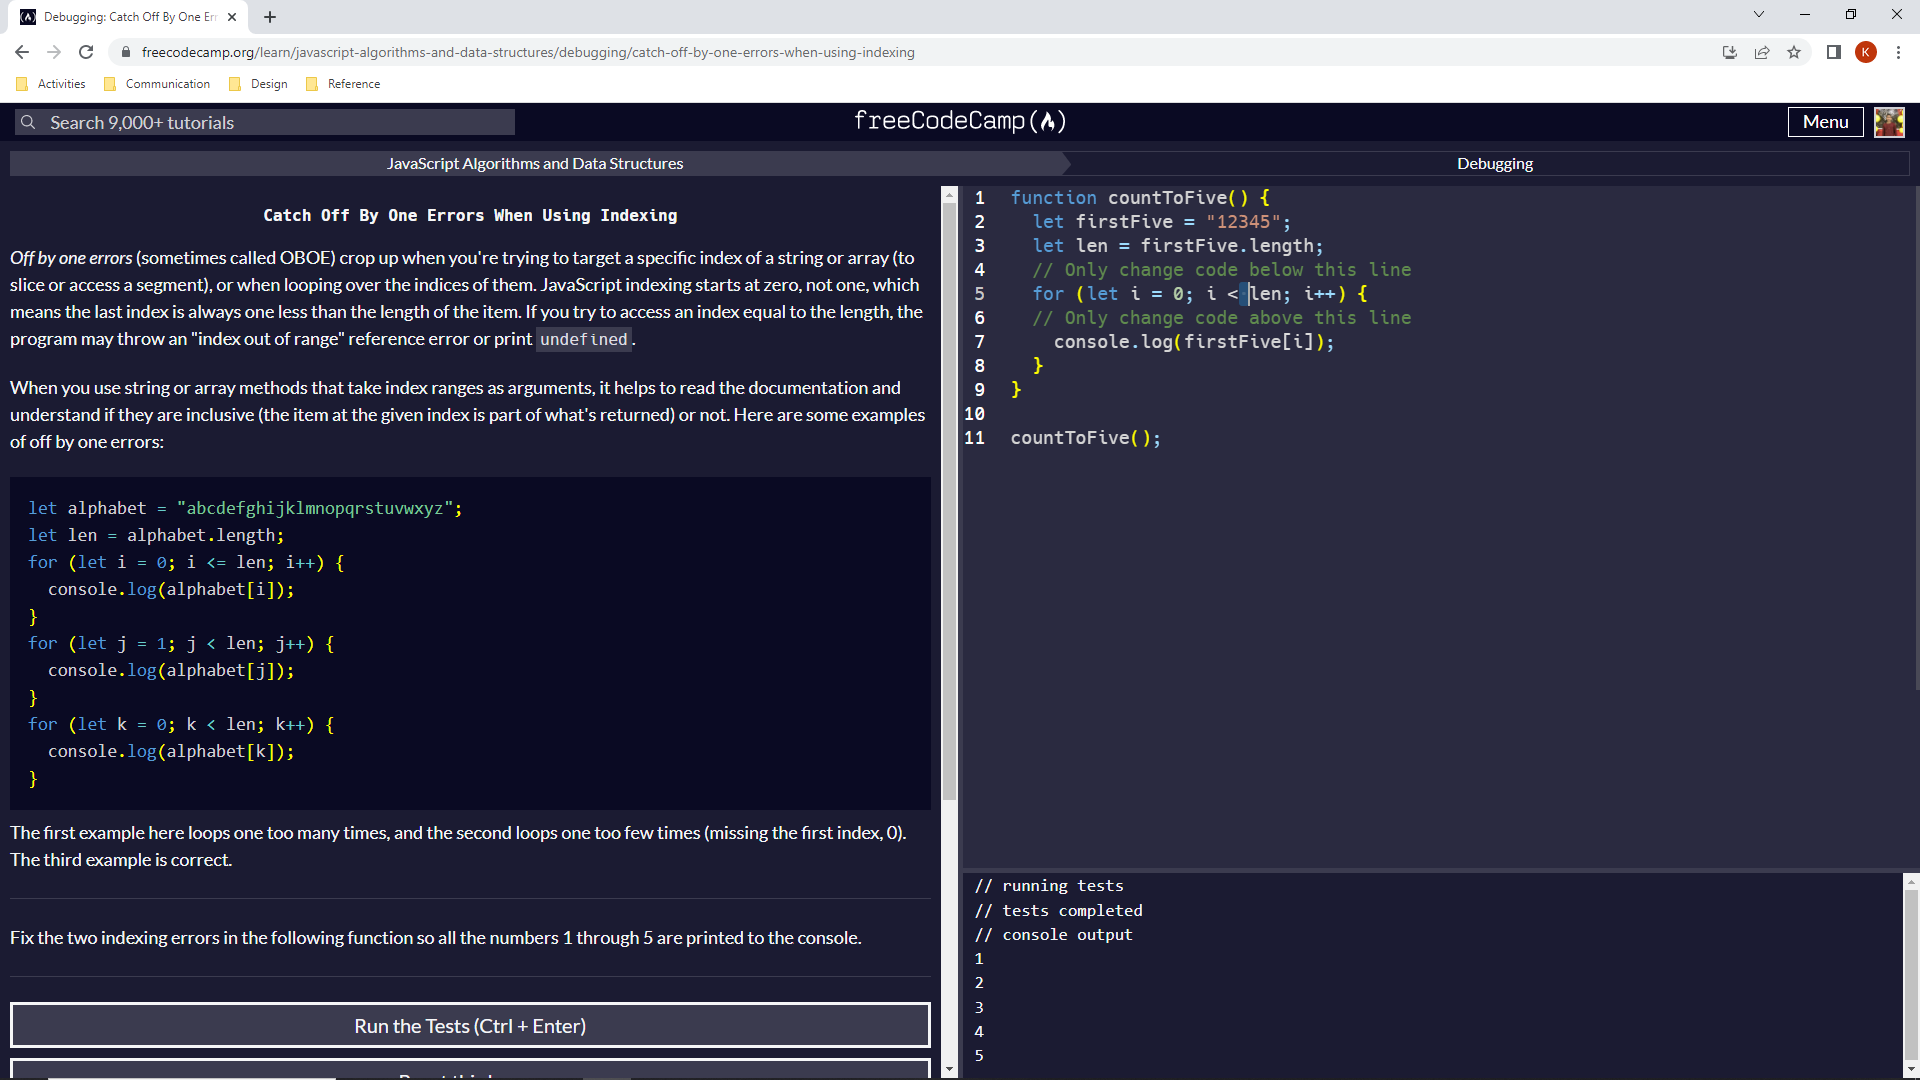 Debugging: Catch Off By One Err
freecodecamp.org/learn/javascript-algorithms-and-data-structures/debugging/catch-off-by-one-errors-when-using-indexing
K
Activities
Communication
Design
Reference
Search 9,000+ tutorials
freeCodeCamp
Menu
JavaScript Algorithms and Data Structures
Debugging
Catch Off By One Errors When Using Indexing
Off by one errors (sometimes called OBOE) crop up when you're trying to target a specific index of a string or array (to
slice or access a segment), or when looping over the indices of them. JavaScript indexing starts at zero, not one, which
means the last index is always one less than the length of the item. If you try to access an index equal to the length, the
program may throw an "index out of range" reference error or print undefined.
When you use string or array methods that take index ranges as arguments, it helps to read the documentation and
understand if they are inclusive (the item at the given index is part of what's returned) or not. Here are some examples
of off by one errors:
let alphabet = "abcdefghijklmnopqrstuvwxyz";
let len = alphabet.length;
for (let i = 0; i <= len; i++) {
console.log(alphabet[i]);
}
for (let j = 1; j < len; j++) {
console.log(alphabet[j]);
}
for (let k = 0; k < len; k++) {
console.log(alphabet[k]);
}
The first example here loops one too many times, and the second loops one too few times (missing the first index, 0).
The third example is correct.
Fix the two indexing errors in the following function so all the numbers 1 through 5 are printed to the console.
Run the Tests (Ctrl + Enter)
1 function countToFive() {
2 let firstFive = "12345";
3 let len = firstFive.length;
4 // Only change code below this line
5 for (let i = 0; i < len; i++) {
6 // Only change code above this line
7 console.log(firstFive[i]);
8 }
9 }
10
11 countToFive();
// running tests
// tests completed
// console output
1
2
3
4
5